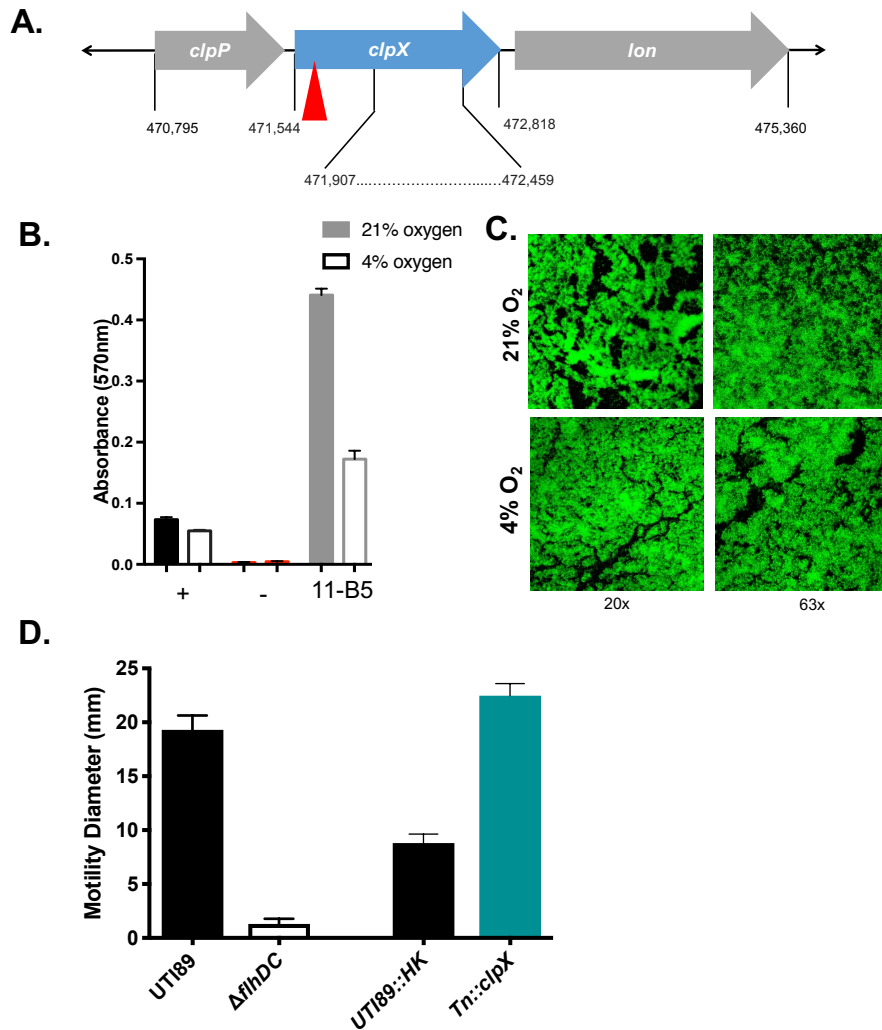 A.
clpP
clpX
lon
470,795
471,544
472,818
475,360
471,907....……………..…......…472,459
B.
21% oxygen
4% oxygen
Absorbance (570nm)
0.5
0.4
0.3
0.2
0.1
0.0
+
-
11-B5
C.
21% O₂
4% O₂
20x
63x
D.
Motility Diameter (mm)
25
20
15
10
5
0
UTI89
ΔflhDC
UTI89::HK
Tn::clpX